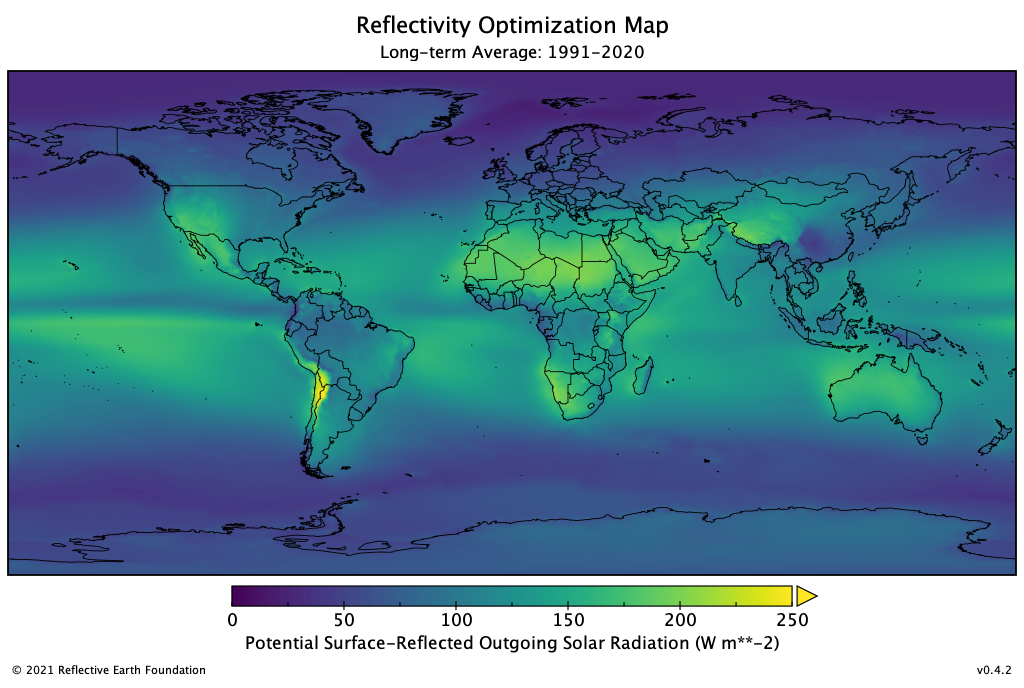 Reflectivity Optimization Map
Long-term Average: 1991-2020
0 50 100 150 200 250
Potential Surface-Reflected Outgoing Solar Radiation (W m**-2)
© 2021 Reflective Earth Foundation v0.4.2